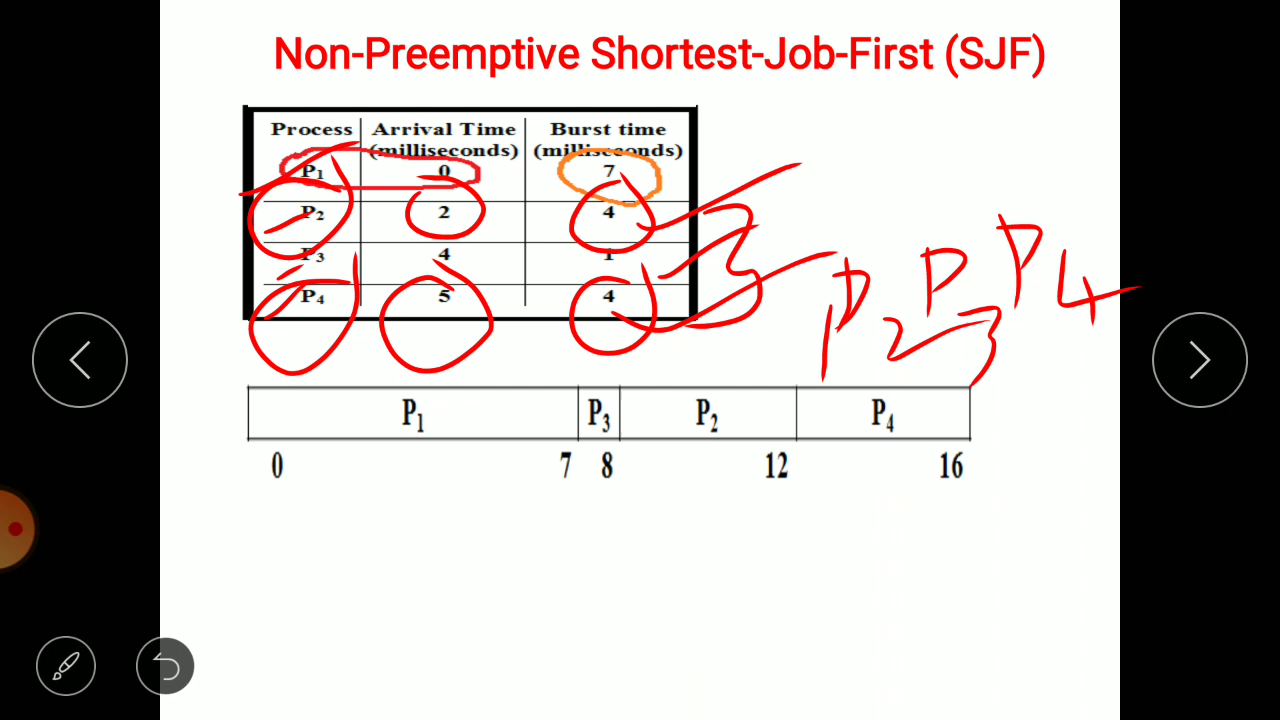 Non-Preemptive Shortest-Job-First (SJF)
Process Arrival Time Burst time
(milliseconds) (milliseconds)
P1 0 7
P2 2 4
P3 4 1
P4 5 4
P2 P3 P4
P1 P3 P2 P4
0 7 8 12 16